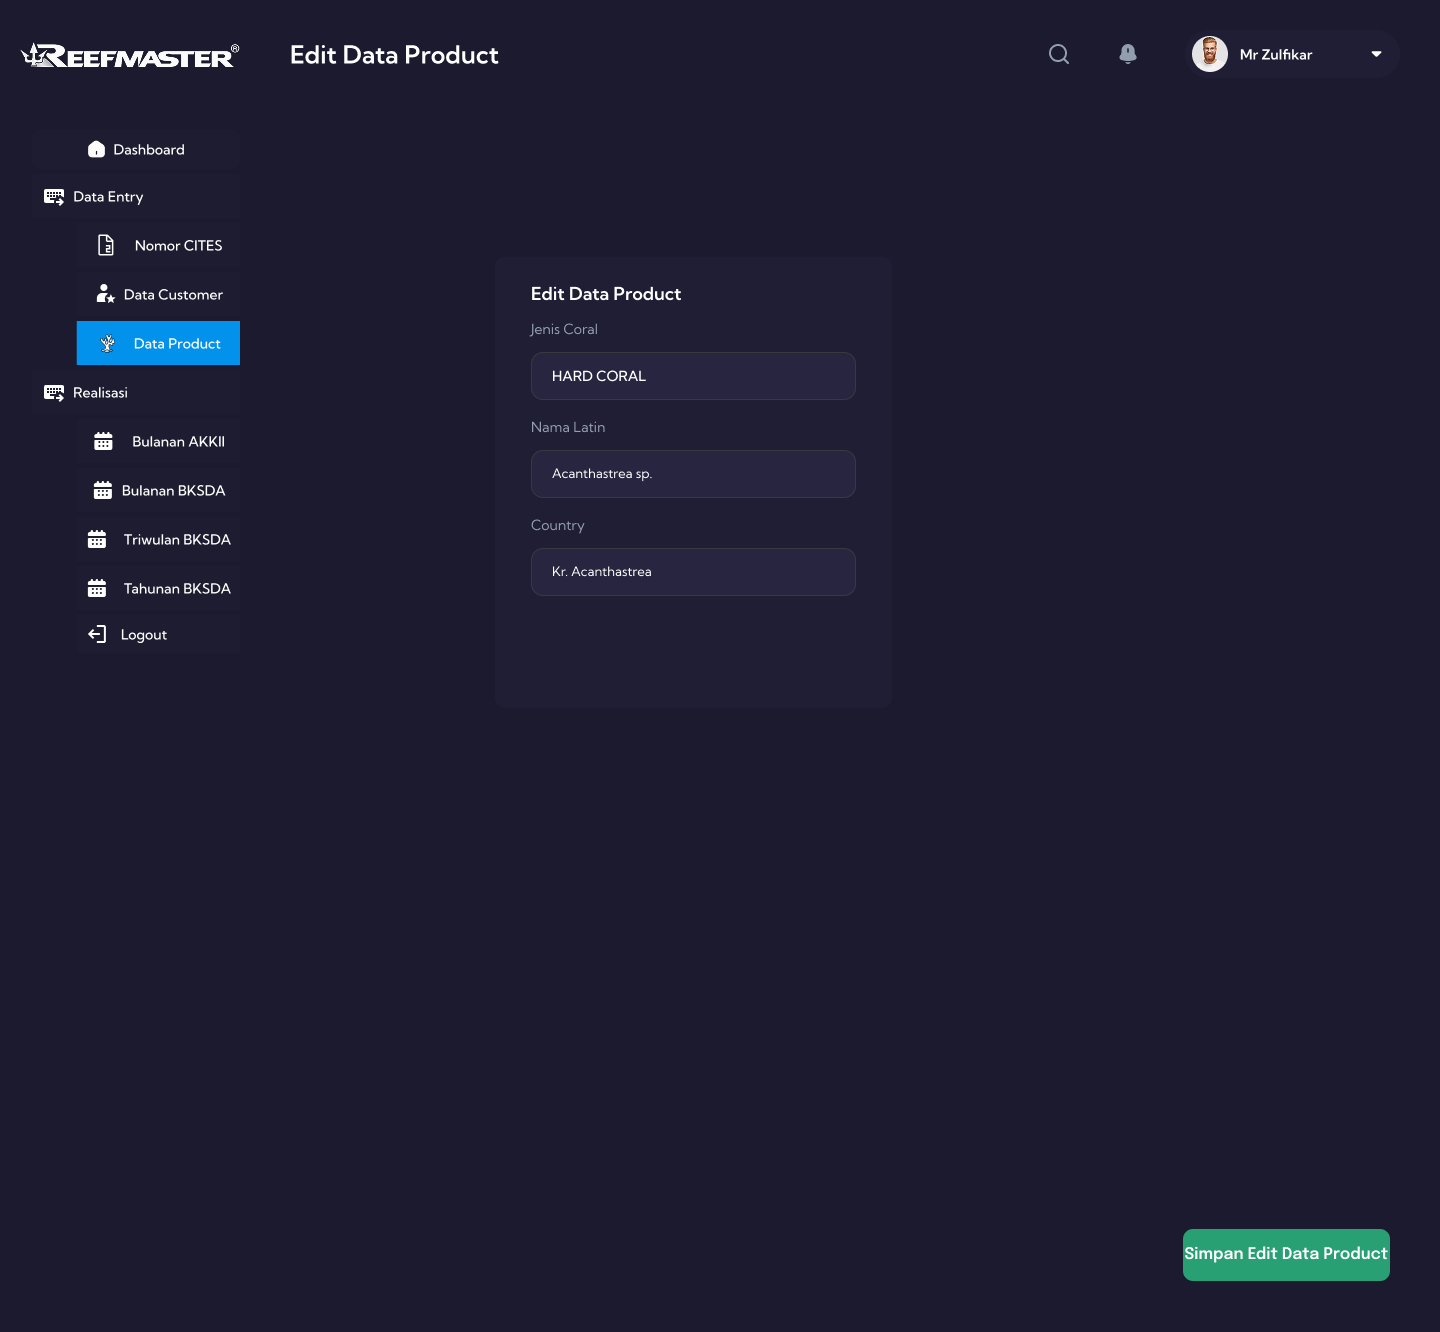 REEFMASTER®
Edit Data Product
Mr Zulfikar
Dashboard
Data Entry
Nomor CITES
Data Customer
Data Product
Realisasi
Bulanan AKKII
Bulanan BKSDA
Triwulan BKSDA
Tahunan BKSDA
Logout
Edit Data Product
Jenis Coral
HARD CORAL
Nama Latin
Acanthastrea sp.
Country
Kr. Acanthastrea
Simpan Edit Data Product